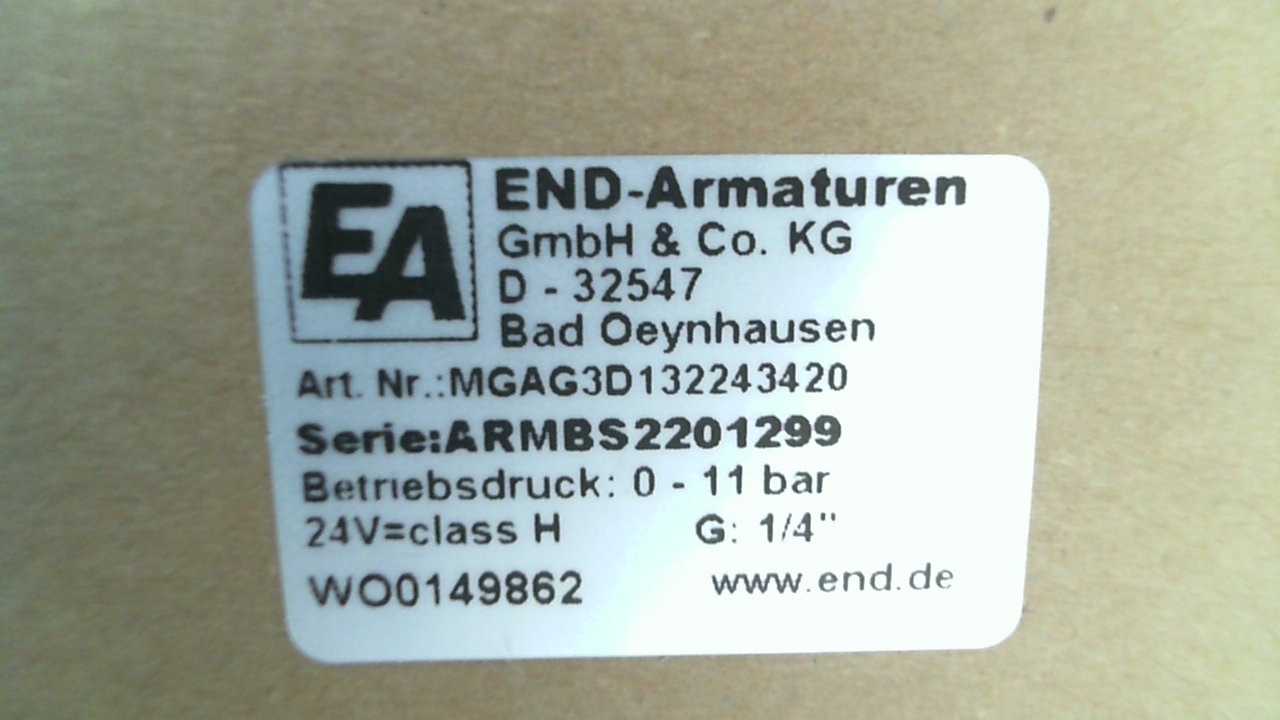 EA
END-Armaturen
GmbH & Co. KG
D - 32547
Bad Oeynhausen
Art. Nr.:MGAG3D132243420
Serie:ARMBS2201299
Betriebsdruck: 0 - 11 bar
24V=class H G: 1/4"
WO0149862 www.end.de